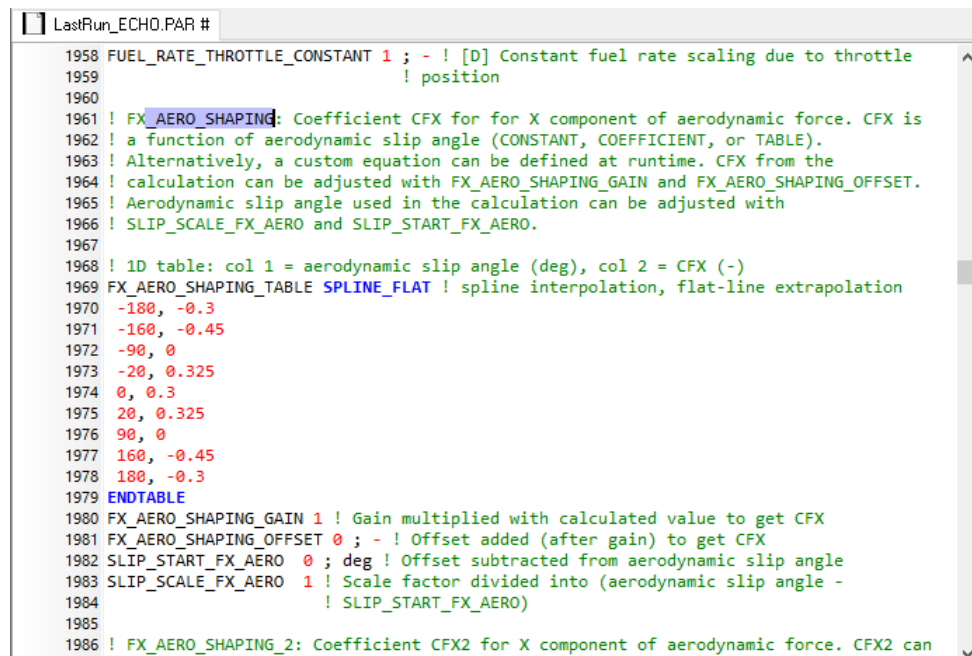 LastRun_ECHO.PAR #
1958 FUEL_RATE_THROTTLE_CONSTANT 1 ; - ! [D] Constant fuel rate scaling due to throttle
1959 ! position
1960
1961 ! FX_AERO_SHAPING: Coefficient CFX for for X component of aerodynamic force. CFX is
1962 ! a function of aerodynamic slip angle (CONSTANT, COEFFICIENT, or TABLE).
1963 ! Alternatively, a custom equation can be defined at runtime. CFX from the
1964 ! calculation can be adjusted with FX_AERO_SHAPING_GAIN and FX_AERO_SHAPING_OFFSET.
1965 ! Aerodynamic slip angle used in the calculation can be adjusted with
1966 ! SLIP_SCALE_FX_AERO and SLIP_START_FX_AERO.
1967
1968 ! 1D table: col 1 = aerodynamic slip angle (deg), col 2 = CFX (-)
1969 FX_AERO_SHAPING_TABLE SPLINE_FLAT ! spline interpolation, flat-line extrapolation
1970 -180, -0.3
1971 -160, -0.45
1972 -90, 0
1973 -20, 0.325
1974 0, 0.3
1975 20, 0.325
1976 90, 0
1977 160, -0.45
1978 180, -0.3
1979 ENDTABLE
1980 FX_AERO_SHAPING_GAIN 1 ! Gain multiplied with calculated value to get CFX
1981 FX_AERO_SHAPING_OFFSET 0 ; - ! Offset added (after gain) to get CFX
1982 SLIP_START_FX_AERO 0 ; deg ! Offset subtracted from aerodynamic slip angle
1983 SLIP_SCALE_FX_AERO 1 ! Scale factor divided into (aerodynamic slip angle -
1984 ! SLIP_START_FX_AERO)
1985
1986 ! FX_AERO_SHAPING_2: Coefficient CFX2 for X component of aerodynamic force. CFX2 can